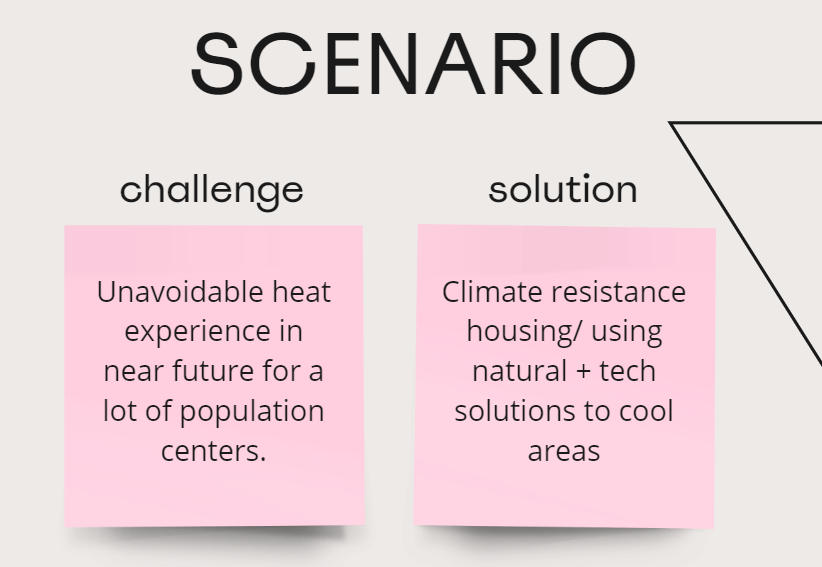 SCENARIO
challenge
Unavoidable heat
experience in
near future for a
lot of population
centers.
solution
Climate resistance
housing/ using
natural + tech
solutions to cool
areas